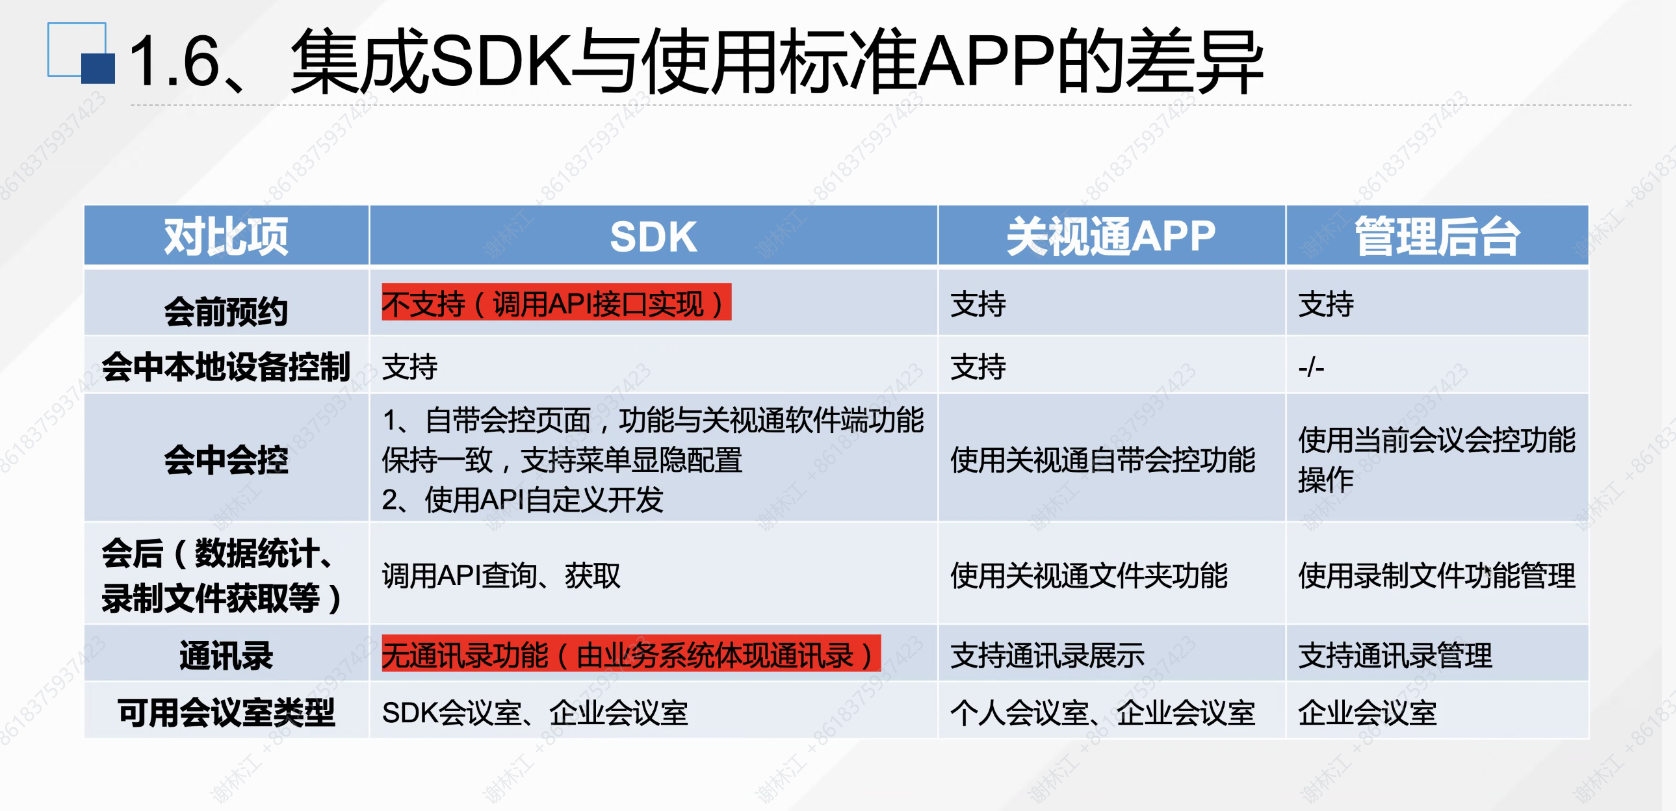 1.6、集成SDK与使用标准APP的差异
对比项 SDK 关视通APP 管理后台
会前预约 不支持（调用API接口实现） 支持 支持
会中本地设备控制 支持 支持 -/-
会中会控
1、自带会控页面，功能与关视通软件端功能
保持一致，支持菜单显隐配置
2、使用API自定义开发
使用关视通自带会控功能
使用当前会议会控功能
操作
会后（数据统计、
录制文件获取等）
调用API查询、获取 使用关视通文件夹功能 使用录制文件功能管理
通讯录 无通讯录功能（由业务系统体现通讯录） 支持通讯录展示 支持通讯录管理
可用会议室类型 SDK会议室、企业会议室 个人会议室、企业会议室 企业会议室
谢林江 +8618375937423